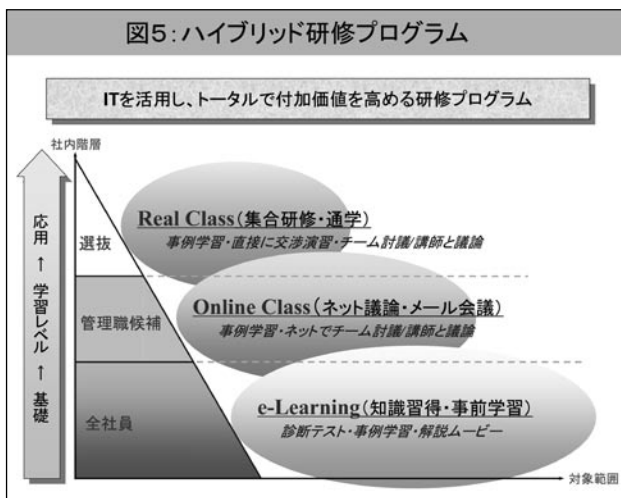 図5:ハイブリッド研修プログラム
ITを活用し、トータルで付加価値を高める研修プログラム
社内階層
応用 ↑ 学習レベル ↑ 基礎
選抜
Real Class(集合研修・通学)
事例学習・直接に交渉演習・チーム討議/講師と議論
管理職候補
Online Class(ネット議論・メール会議)
事例学習・ネットでチーム討議/講師と議論
全社員
e-Learning(知識習得・事前学習)
診断テスト・事例学習・解説ムービー
対象範囲